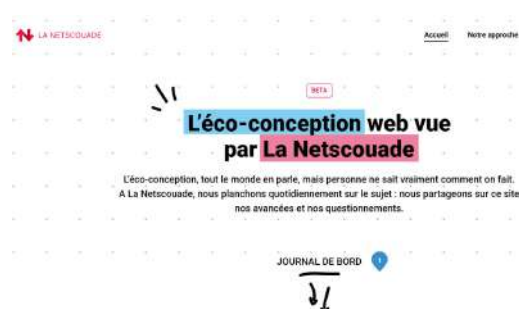 LA NETSCOUADE
Accueil Notre approche
BETA
L'éco-conception web vue
par La Netscouade
L'éco-conception, tout le monde en parle, mais personne ne sait vraiment comment on fait.
A La Netscouade, nous planchons quotidiennement sur le sujet : nous partageons sur ce site
nos avancées et nos questionnements.
JOURNAL DE BORD 1